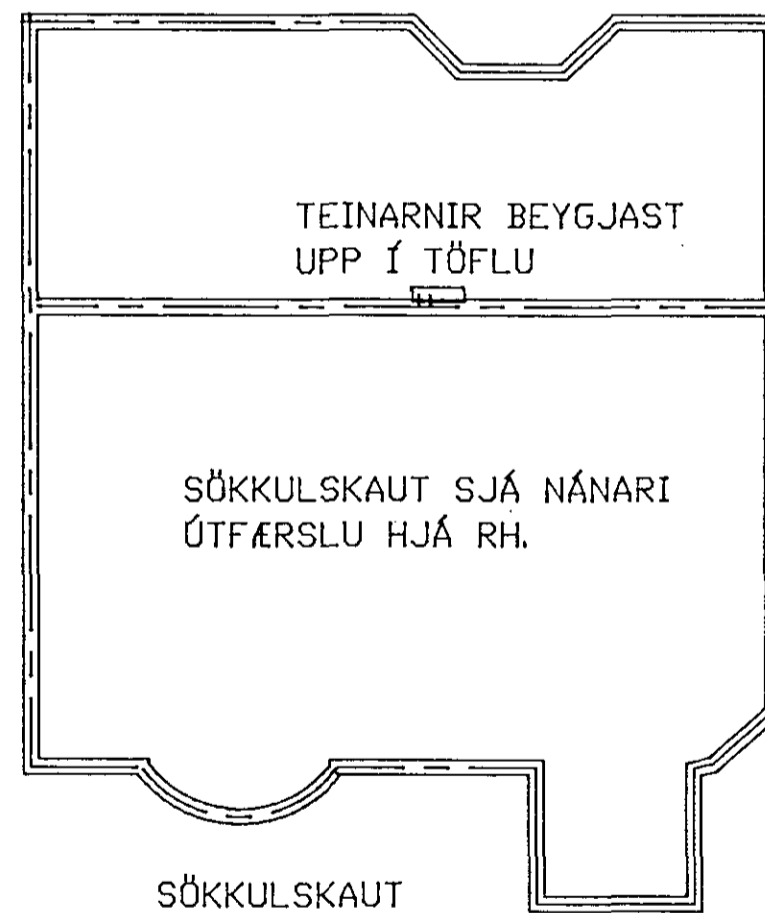 TEINARNIR BEYGJAST
UPP Í TÖFLU
SÖKKULSKAUT SJÁ NÁNARI
ÚTFÆRSLU HJÁ RH.
SÖKKULSKAUT